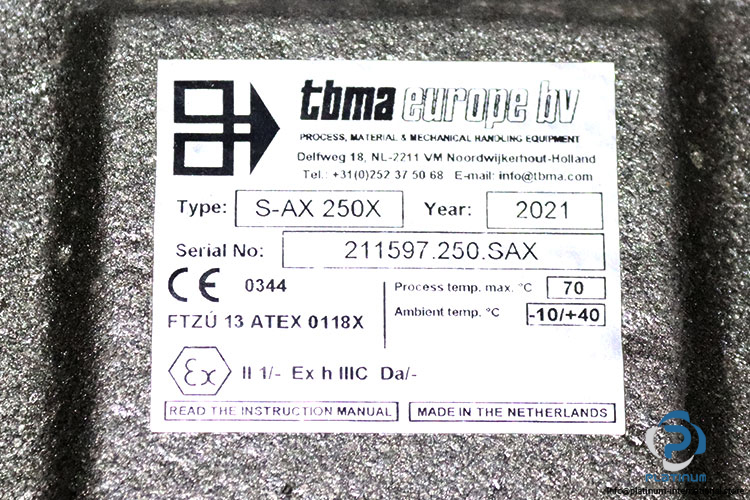 tbma europe bv
PROCESS, MATERIAL & MECHANICAL HANDLING EQUIPMENT
Delfweg 18, NL-2211 VM Noordwijkerhout-Holland
Tel.: +31(0)252 37 50 68 E-mail: info@tbma.com
Type: S-AX 250X Year: 2021
Serial No: 211597.250.SAX
CE 0344
Process temp. max. °C 70
FTZÚ 13 ATEX 0118X
Ambient temp. °C -10/+40
Ex II 1/- Ex h IIIC Da/-
READ THE INSTRUCTION MANUAL MADE IN THE NETHERLANDS
PLATINUM